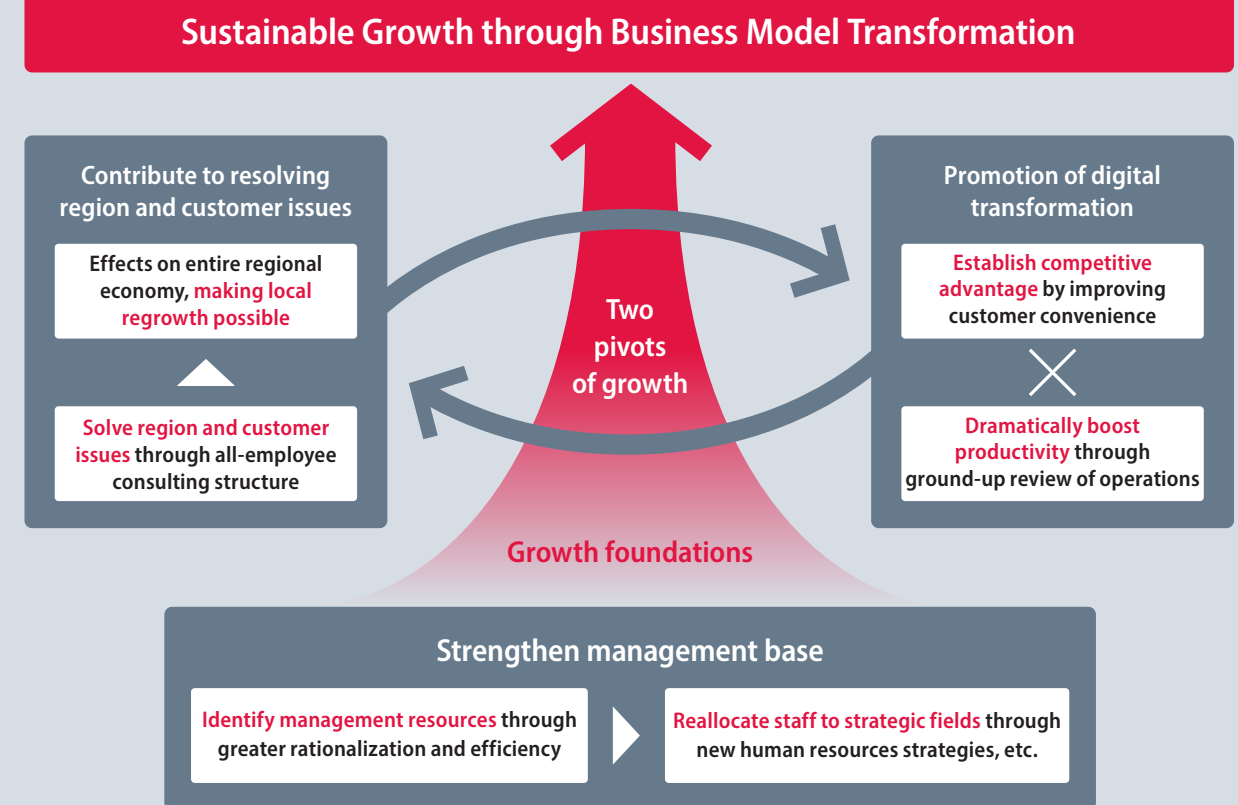 Sustainable Growth through Business Model Transformation
Contribute to resolving
region and customer issues
Effects on entire regional
economy, making local
regrowth possible
Solve region and customer
issues through all-employee
consulting structure
Two
pivots
of growth
Promotion of digital
transformation
Establish competitive
advantage by improving
customer convenience
Dramatically boost
productivity through
ground-up review of operations
Growth foundations
Strengthen management base
Identify management resources through
greater rationalization and efficiency
Reallocate staff to strategic fields through
new human resources strategies, etc.